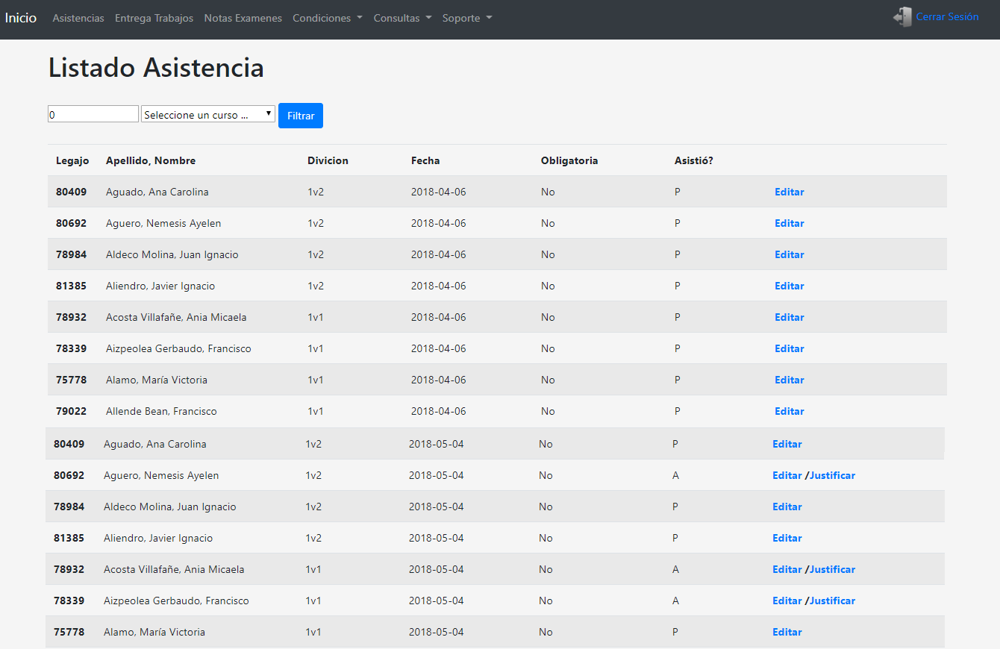 Inicio Asistencias Entrega Trabajos Notas Examenes Condiciones Consultas Soporte Cerrar Sesión
Listado Asistencia
0 Seleccione un curso ... Filtrar
Legajo Apellido, Nombre Divicion Fecha Obligatoria Asistió?
80409 Aguado, Ana Carolina 1v2 2018-04-06 No P Editar
80692 Aguero, Nemesis Ayelen 1v2 2018-04-06 No P Editar
78984 Aldeco Molina, Juan Ignacio 1v2 2018-04-06 No P Editar
81385 Aliendro, Javier Ignacio 1v2 2018-04-06 No P Editar
78932 Acosta Villafañe, Ania Micaela 1v1 2018-04-06 No P Editar
78339 Aizpeolea Gerbaudo, Francisco 1v1 2018-04-06 No P Editar
75778 Alamo, María Victoria 1v1 2018-04-06 No P Editar
79022 Allende Bean, Francisco 1v1 2018-04-06 No P Editar
80409 Aguado, Ana Carolina 1v2 2018-05-04 No P Editar
80692 Aguero, Nemesis Ayelen 1v2 2018-05-04 No A Editar /Justificar
78984 Aldeco Molina, Juan Ignacio 1v2 2018-05-04 No P Editar
81385 Aliendro, Javier Ignacio 1v2 2018-05-04 No P Editar
78932 Acosta Villafañe, Ania Micaela 1v1 2018-05-04 No A Editar /Justificar
78339 Aizpeolea Gerbaudo, Francisco 1v1 2018-05-04 No A Editar /Justificar
75778 Alamo, María Victoria 1v1 2018-05-04 No P Editar